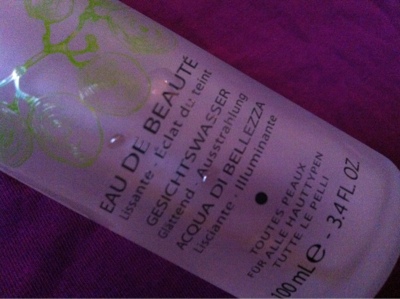 EAU DE BEAUTÉ
Lissante - Éclat du teint
GESICHTSWASSER
Glättend - Ausstrahlung
ACQUA DI BELLEZZA
Lisciante - Illuminante
TOUTES PEAUX
FÜR ALLE HAUTTYPEN
TUTTE LE PELLI
100 mL e - 3.4 FL.OZ.